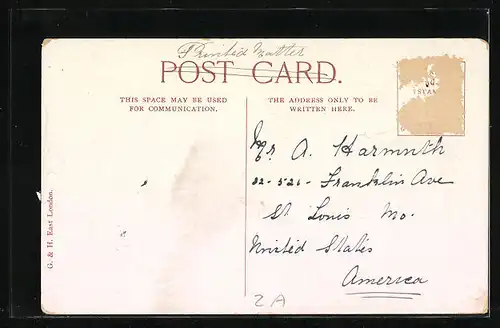 Printed Matter
POST CARD.
THIS SPACE MAY BE USED
FOR COMMUNICATION.
THE ADDRESS ONLY TO BE
WRITTEN HERE.
Mr A. Harmuth
Franklin Ave
St Louis Mo.
United States
America
G. & H. East London.
2A